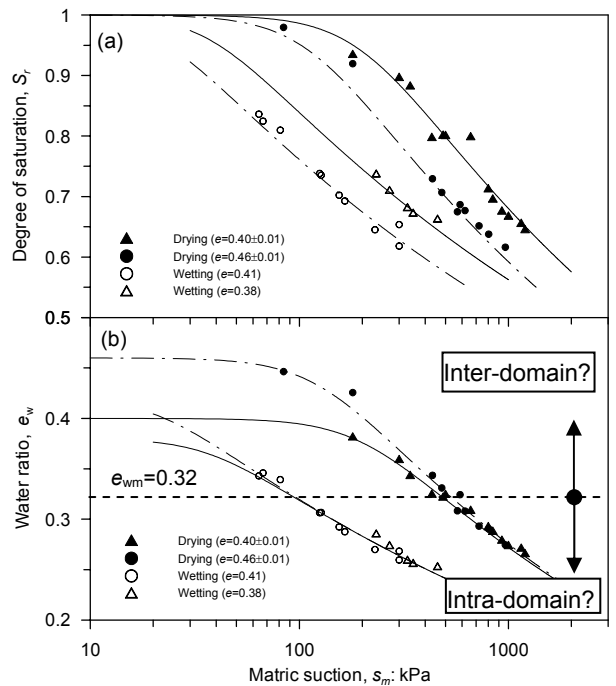 1
(a)
0.9
0.8
0.7
0.6
0.5
Degree of saturation, Sr
Drying (e=0.40±0.01)
Drying (e=0.46±0.01)
Wetting (e=0.41)
Wetting (e=0.38)
0.5
(b)
Inter-domain?
0.4
Water ratio, ew
ewm=0.32
0.3
Drying (e=0.40±0.01)
Drying (e=0.46±0.01)
Wetting (e=0.41)
Wetting (e=0.38)
Intra-domain?
0.2
10 100 1000
Matric suction, sm: kPa